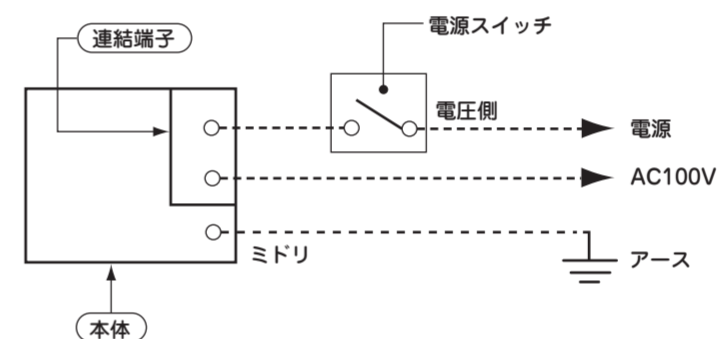 電源スイッチ
連結端子
電圧側
電源
AC100V
ミドリ
アース
本体